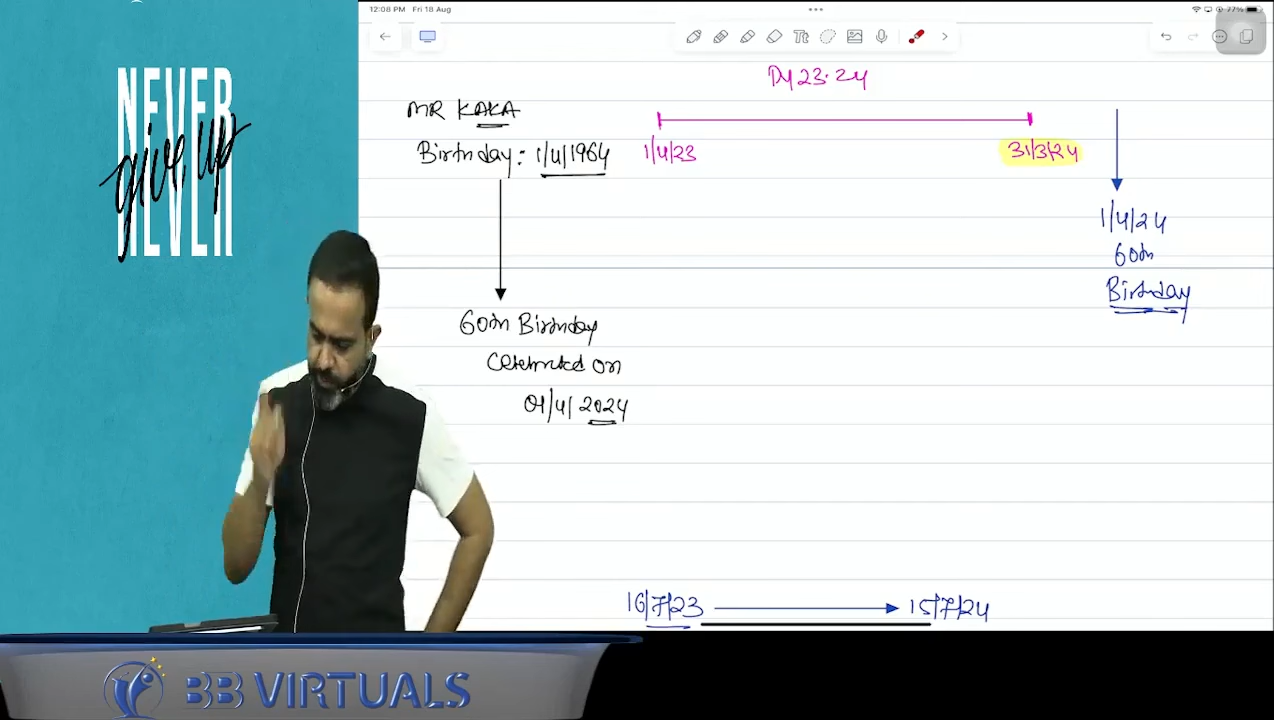 12:08 PM Fri 18 Aug
77%
NEVER
give up
NEVER
PY 23-24
MR KAKA
Birthday: 1/4/1964
1/4/23
31/3/24
1/4/24
60th
Birthday
60th Birthday
Celebrated on
01/4/2024
16/7/23
15/7/24
BB VIRTUALS